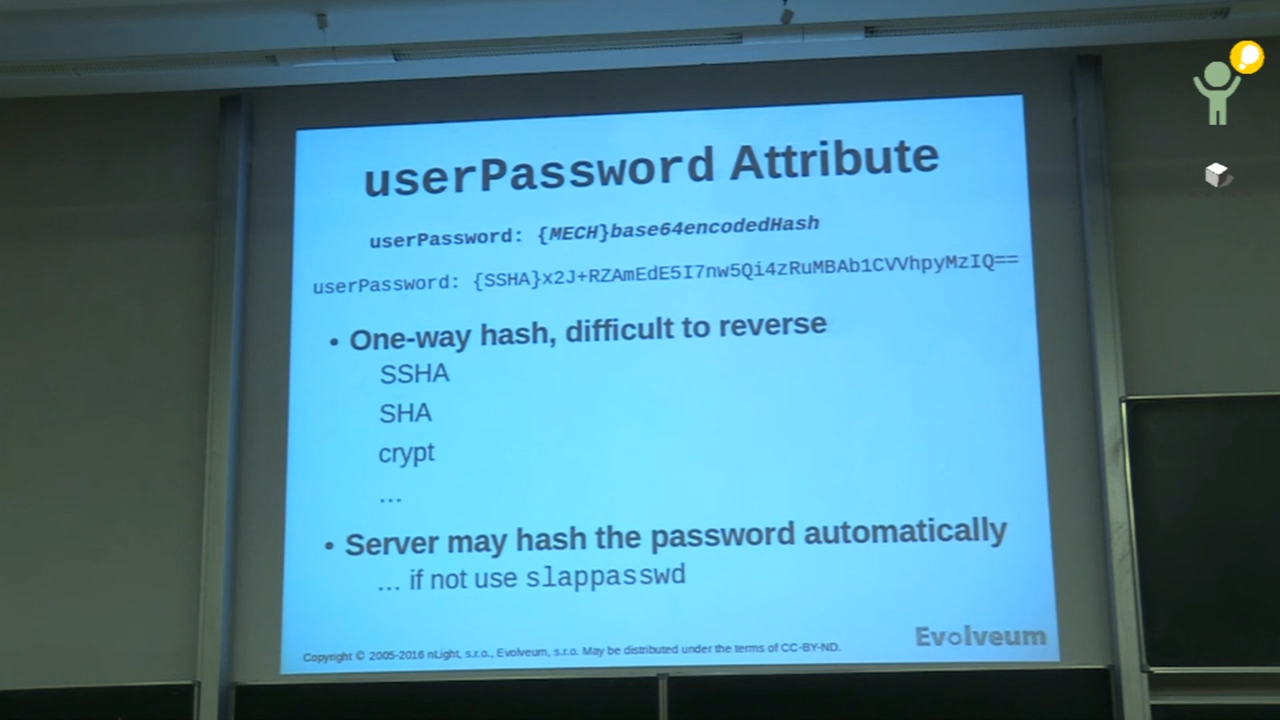 userPassword Attribute
userPassword: {MECH}base64encodedHash
userPassword: {SSHA}x2J+RZAmEdE5I7nw5Qi4zRuMBAb1CVVhpyMzIQ==
• One-way hash, difficult to reverse
SSHA
SHA
crypt
...
• Server may hash the password automatically
... if not use slappasswd
Copyright © 2005-2016 nLight, s.r.o., Evolveum, s.r.o. May be distributed under the terms of CC-BY-ND.
Evolveum